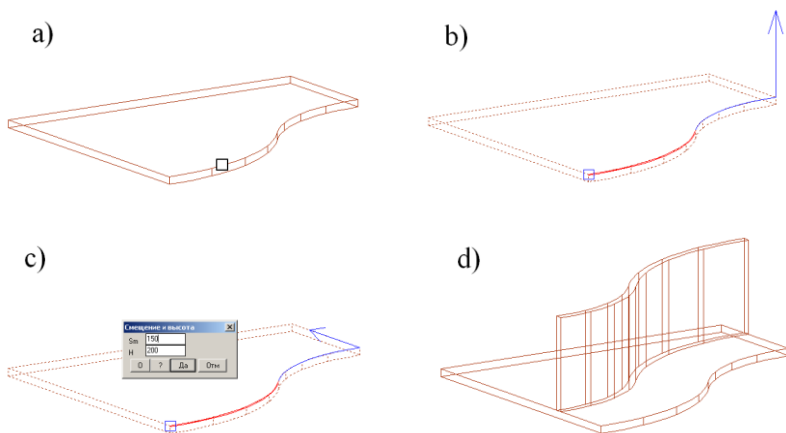 a)
b)
c)
Смещение и высота
Sm 150
H 200
0 ? Да Отм
d)